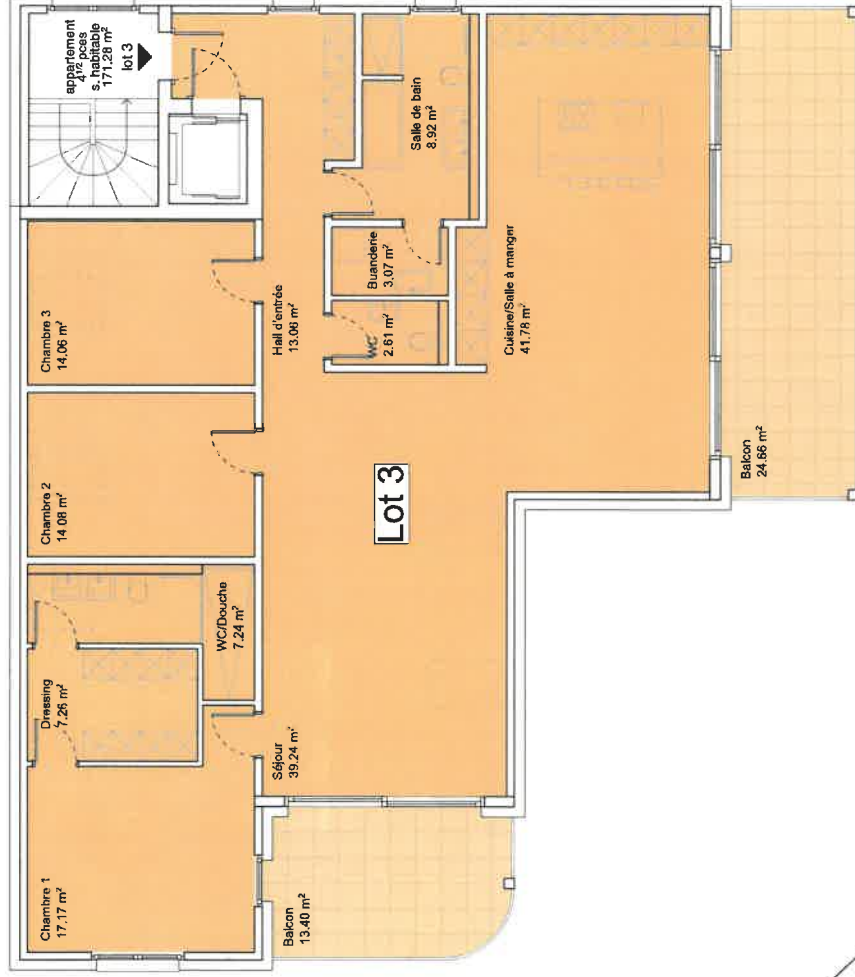 appartement
4 1/2 pces
s. habitable
171.28 m²
lot 3
Chambre 3
14.06 m²
Chambre 2
14.08 m²
Dressing
7.26 m²
WC/Douche
7.24 m²
Chambre 1
17.17 m²
Hall d'entrée
13.06 m²
Salle de bain
8.92 m²
Buanderie
3.07 m²
WC
2.61 m²
Cuisine/Salle à manger
41.78 m²
Lot 3
Séjour
39.24 m²
Balcon
13.40 m²
Balcon
24.66 m²